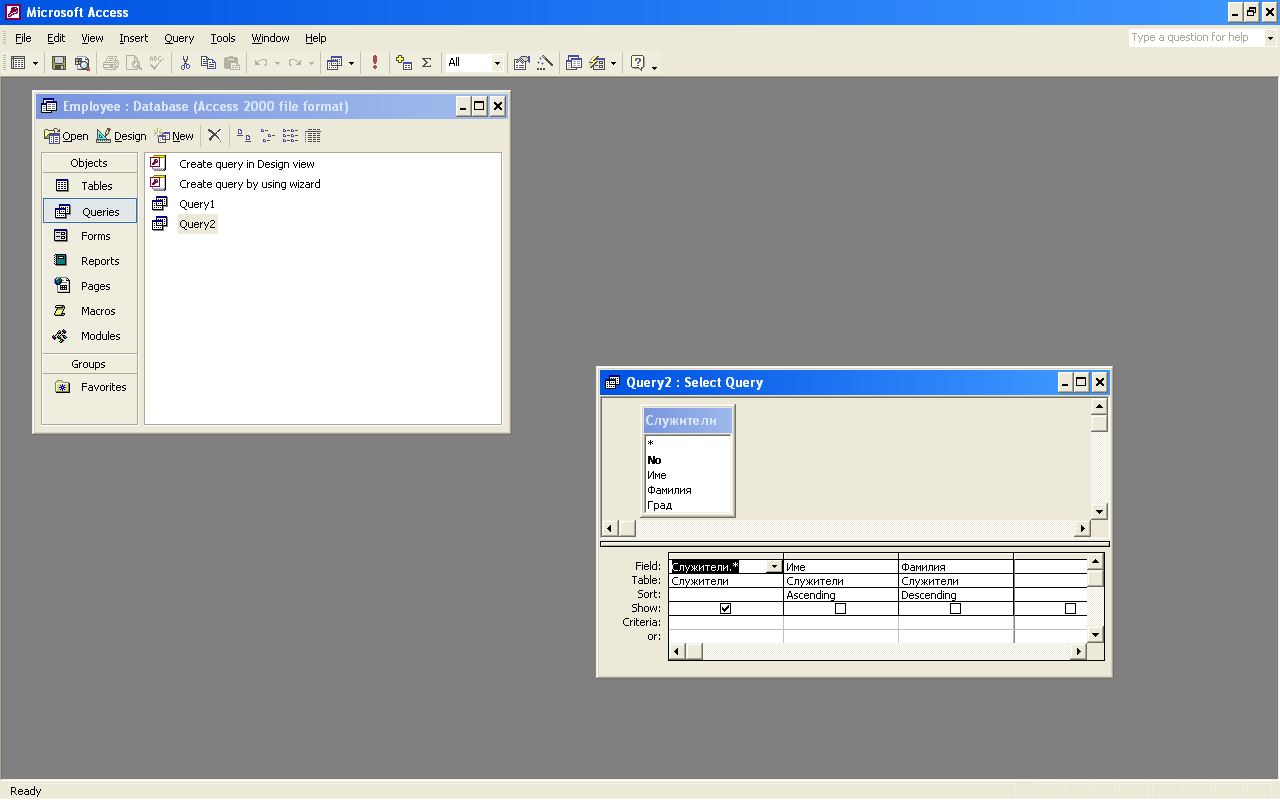 Microsoft Access
File Edit View Insert Query Tools Window Help
Type a question for help
All
Employee : Database (Access 2000 file format)
Open Design New
Objects
Tables
Queries
Forms
Reports
Pages
Macros
Modules
Groups
Favorites
Create query in Design view
Create query by using wizard
Query1
Query2
Query2 : Select Query
Служители
*
No
Име
Фамилия
Град
Field: Служители.* Име Фамилия
Table: Служители Служители Служители
Sort: Ascending Descending
Show:
Criteria:
or:
Ready